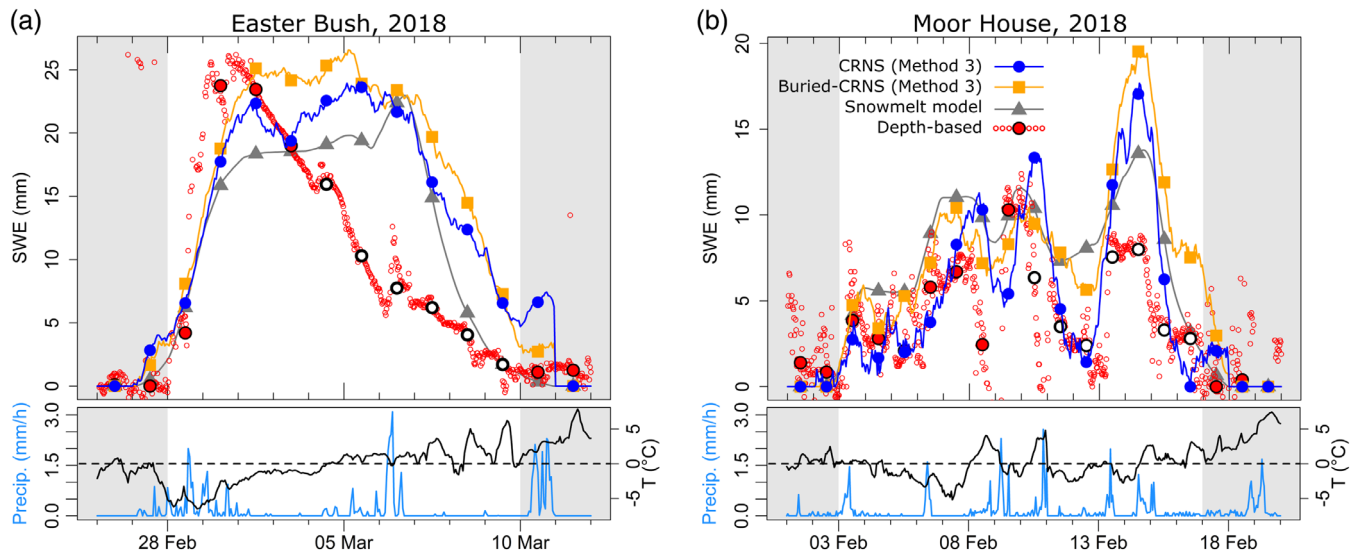 (a) Easter Bush, 2018
SWE (mm)
25
20
15
10
5
0
Precip. (mm/h)
3.0
1.5
0.0
5
0
-5
T (°C)
28 Feb 05 Mar 10 Mar
(b) Moor House, 2018
SWE (mm)
20
15
10
5
0
CRNS (Method 3)
Buried-CRNS (Method 3)
Snowmelt model
Depth-based
Precip. (mm/h)
3.0
1.5
0.0
5
0
-5
T (°C)
03 Feb 08 Feb 13 Feb 18 Feb